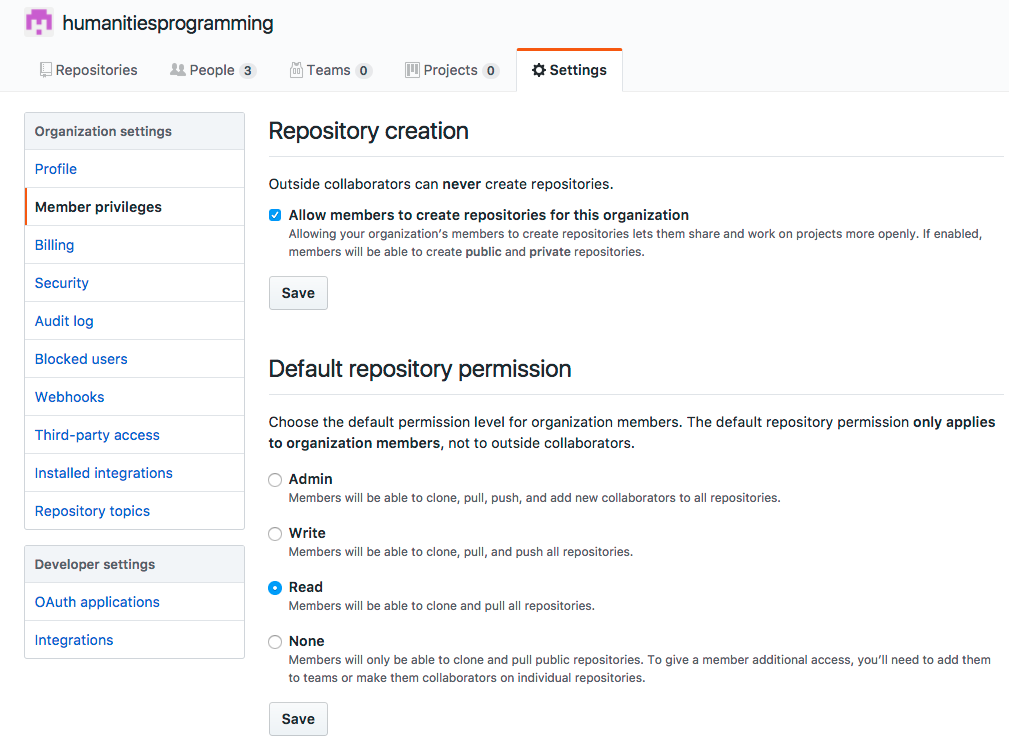 humanitiesprogramming
Repositories People 3 Teams 0 Projects 0 Settings
Organization settings
Profile
Member privileges
Billing
Security
Audit log
Blocked users
Webhooks
Third-party access
Installed integrations
Repository topics
Developer settings
OAuth applications
Integrations
Repository creation
Outside collaborators can never create repositories.
Allow members to create repositories for this organization
Allowing your organization's members to create repositories lets them share and work on projects more openly. If enabled,
members will be able to create public and private repositories.
Save
Default repository permission
Choose the default permission level for organization members. The default repository permission only applies
to organization members, not to outside collaborators.
Admin
Members will be able to clone, pull, push, and add new collaborators to all repositories.
Write
Members will be able to clone, pull, and push all repositories.
Read
Members will be able to clone and pull all repositories.
None
Members will only be able to clone and pull public repositories. To give a member additional access, you'll need to add them
to teams or make them collaborators on individual repositories.
Save